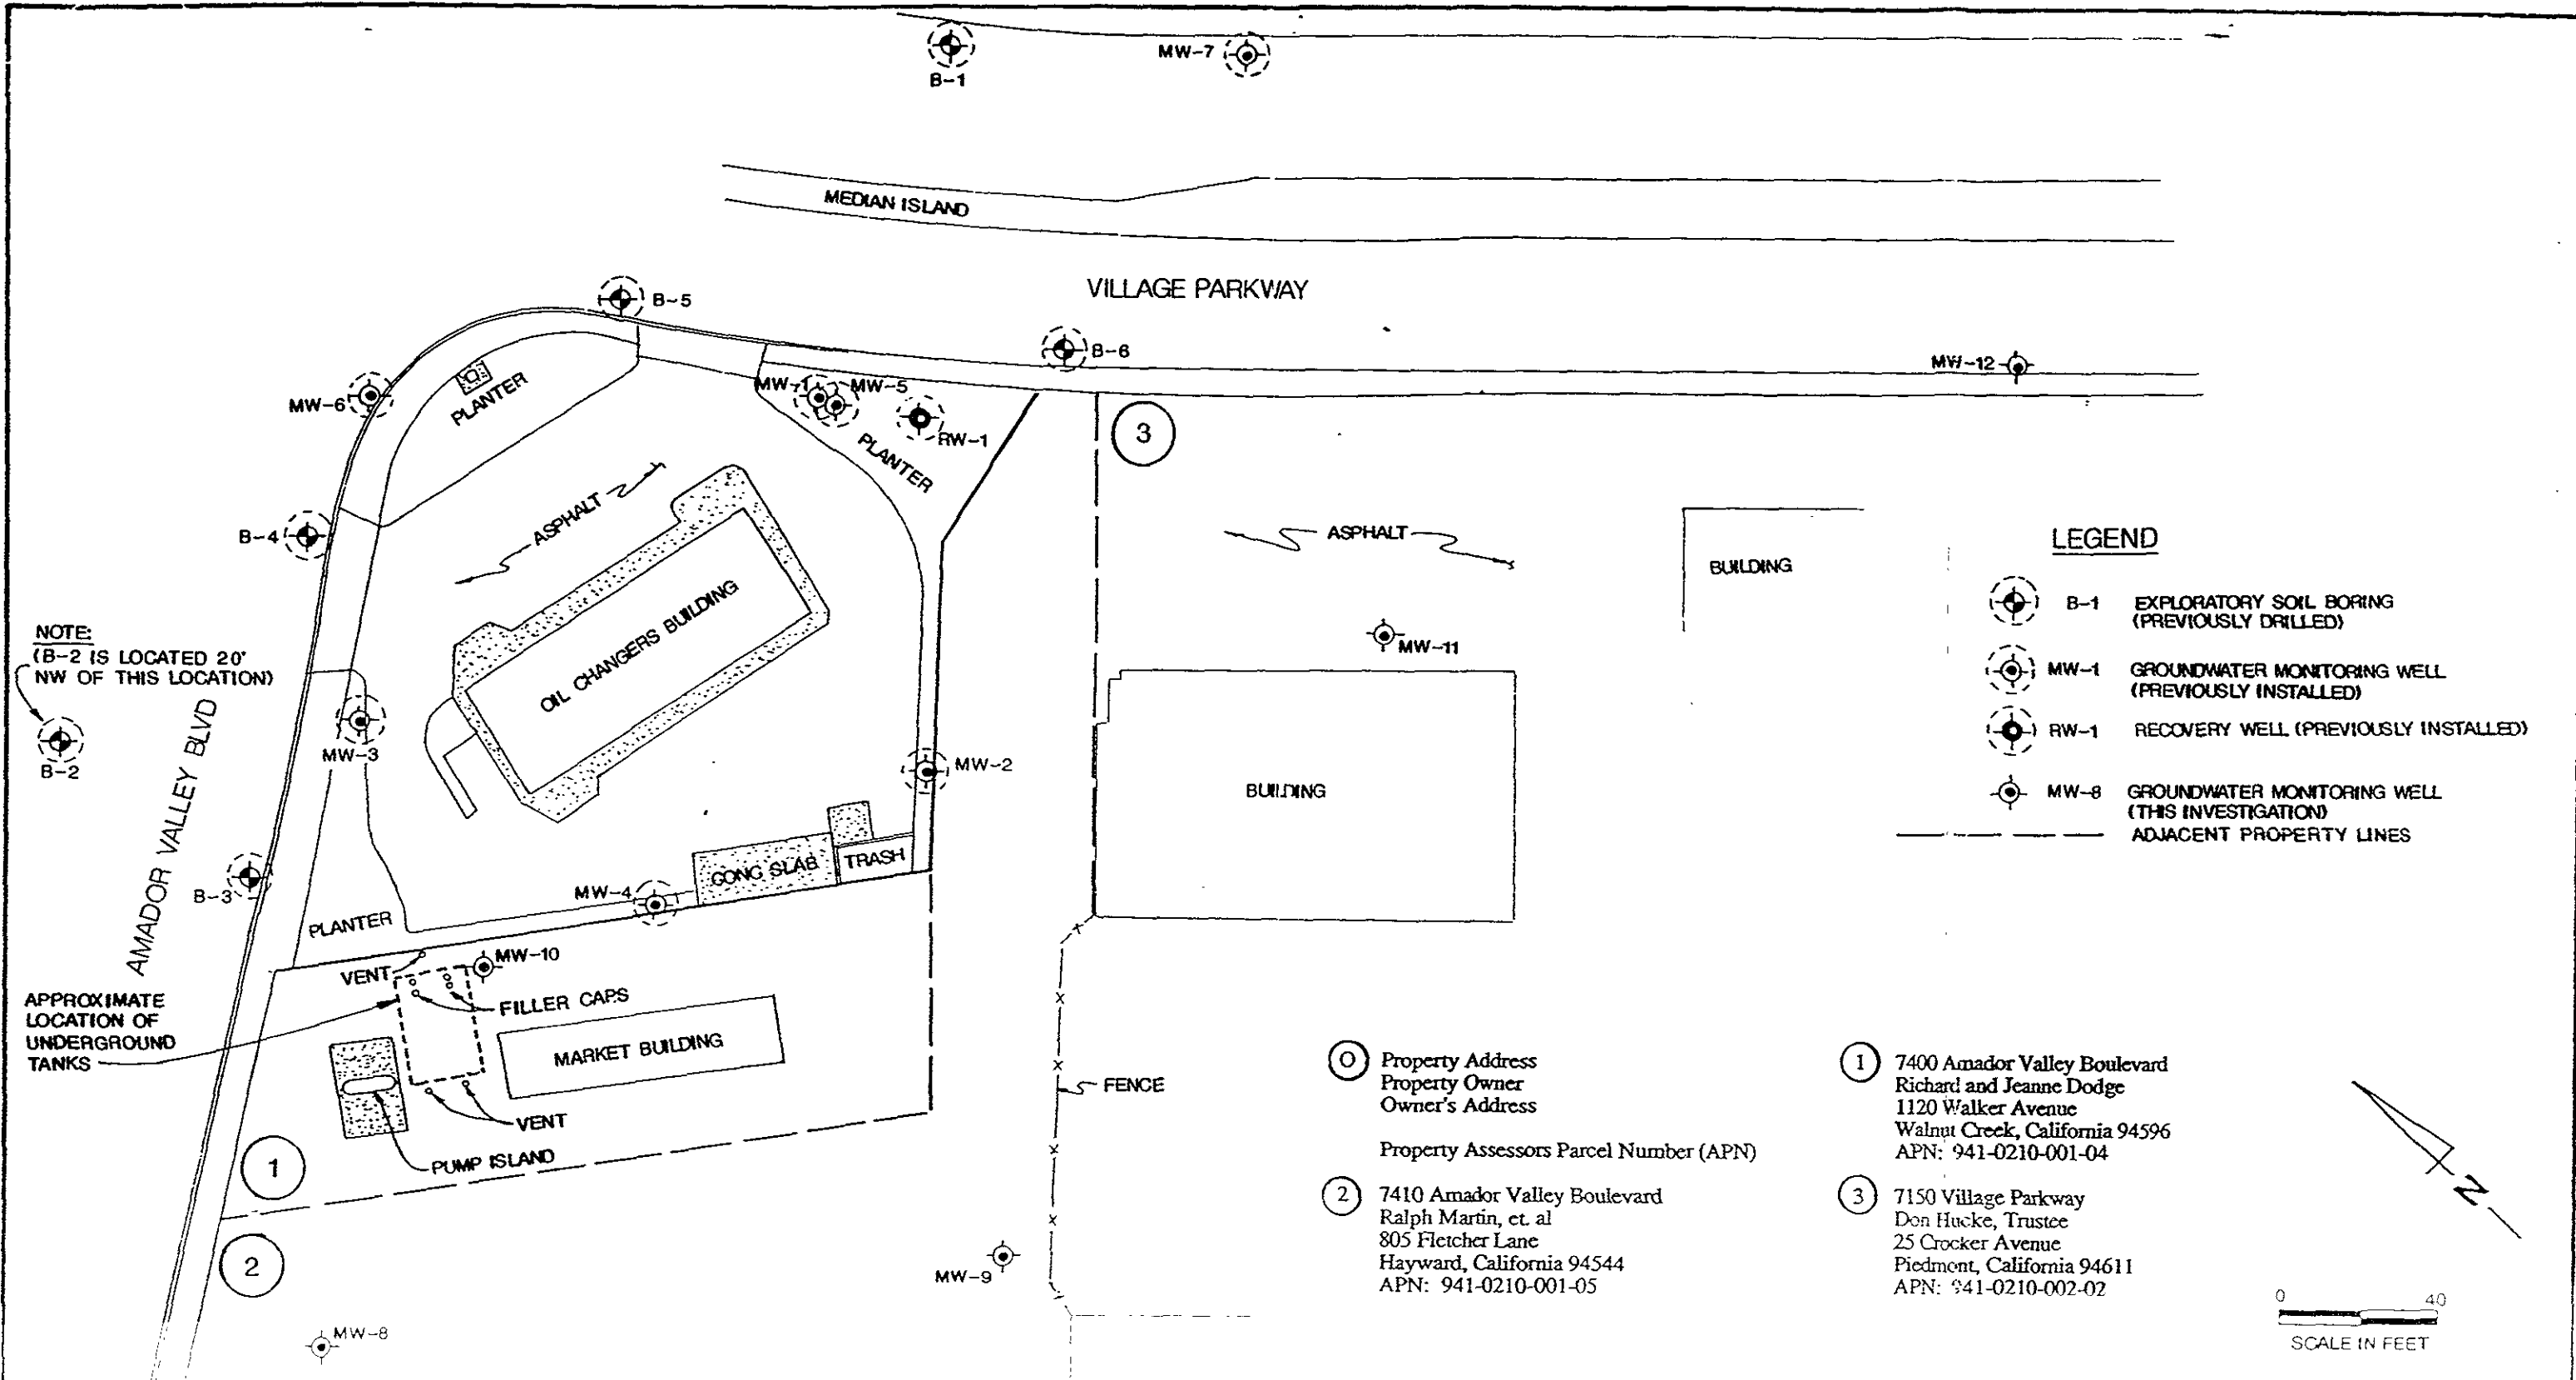 B-1
MW-7
MEDIAN ISLAND
VILLAGE PARKWAY
B-5
B-6
MW-12
MW-6
PLANTER
MW-1
MW-5
RW-1
PLANTER
3
B-4
ASPHALT
ASPHALT
BUILDING
OIL CHANGERS BUILDING
NOTE:
(B-2 IS LOCATED 20'
NW OF THIS LOCATION)
B-2
AMADOR VALLEY BLVD
MW-3
MW-2
MW-11
BUILDING
B-3
MW-4
CONC SLAB
TRASH
PLANTER
VENT
MW-10
FILLER CAPS
APPROXIMATE
LOCATION OF
UNDERGROUND
TANKS
MARKET BUILDING
VENT
PUMP ISLAND
FENCE
1
2
MW-8
MW-9
LEGEND
B-1 EXPLORATORY SOIL BORING
(PREVIOUSLY DRILLED)
MW-1 GROUNDWATER MONITORING WELL
(PREVIOUSLY INSTALLED)
RW-1 RECOVERY WELL (PREVIOUSLY INSTALLED)
MW-8 GROUNDWATER MONITORING WELL
(THIS INVESTIGATION)
ADJACENT PROPERTY LINES
0 Property Address
Property Owner
Owner's Address
Property Assessors Parcel Number (APN)
1 7400 Amador Valley Boulevard
Richard and Jeanne Dodge
1120 Walker Avenue
Walnut Creek, California 94596
APN: 941-0210-001-04
2 7410 Amador Valley Boulevard
Ralph Martin, et. al
805 Fletcher Lane
Hayward, California 94544
APN: 941-0210-001-05
3 7150 Village Parkway
Don Hucke, Trustee
25 Crocker Avenue
Piedmont, California 94611
APN: 941-0210-002-02
N
0 40
SCALE IN FEET